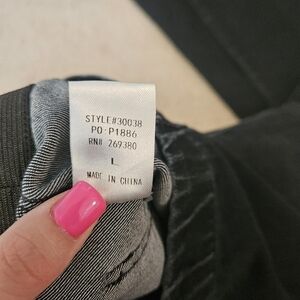 STYLE#30038
PO:P1886
RN# 269380
L
MADE IN CHINA